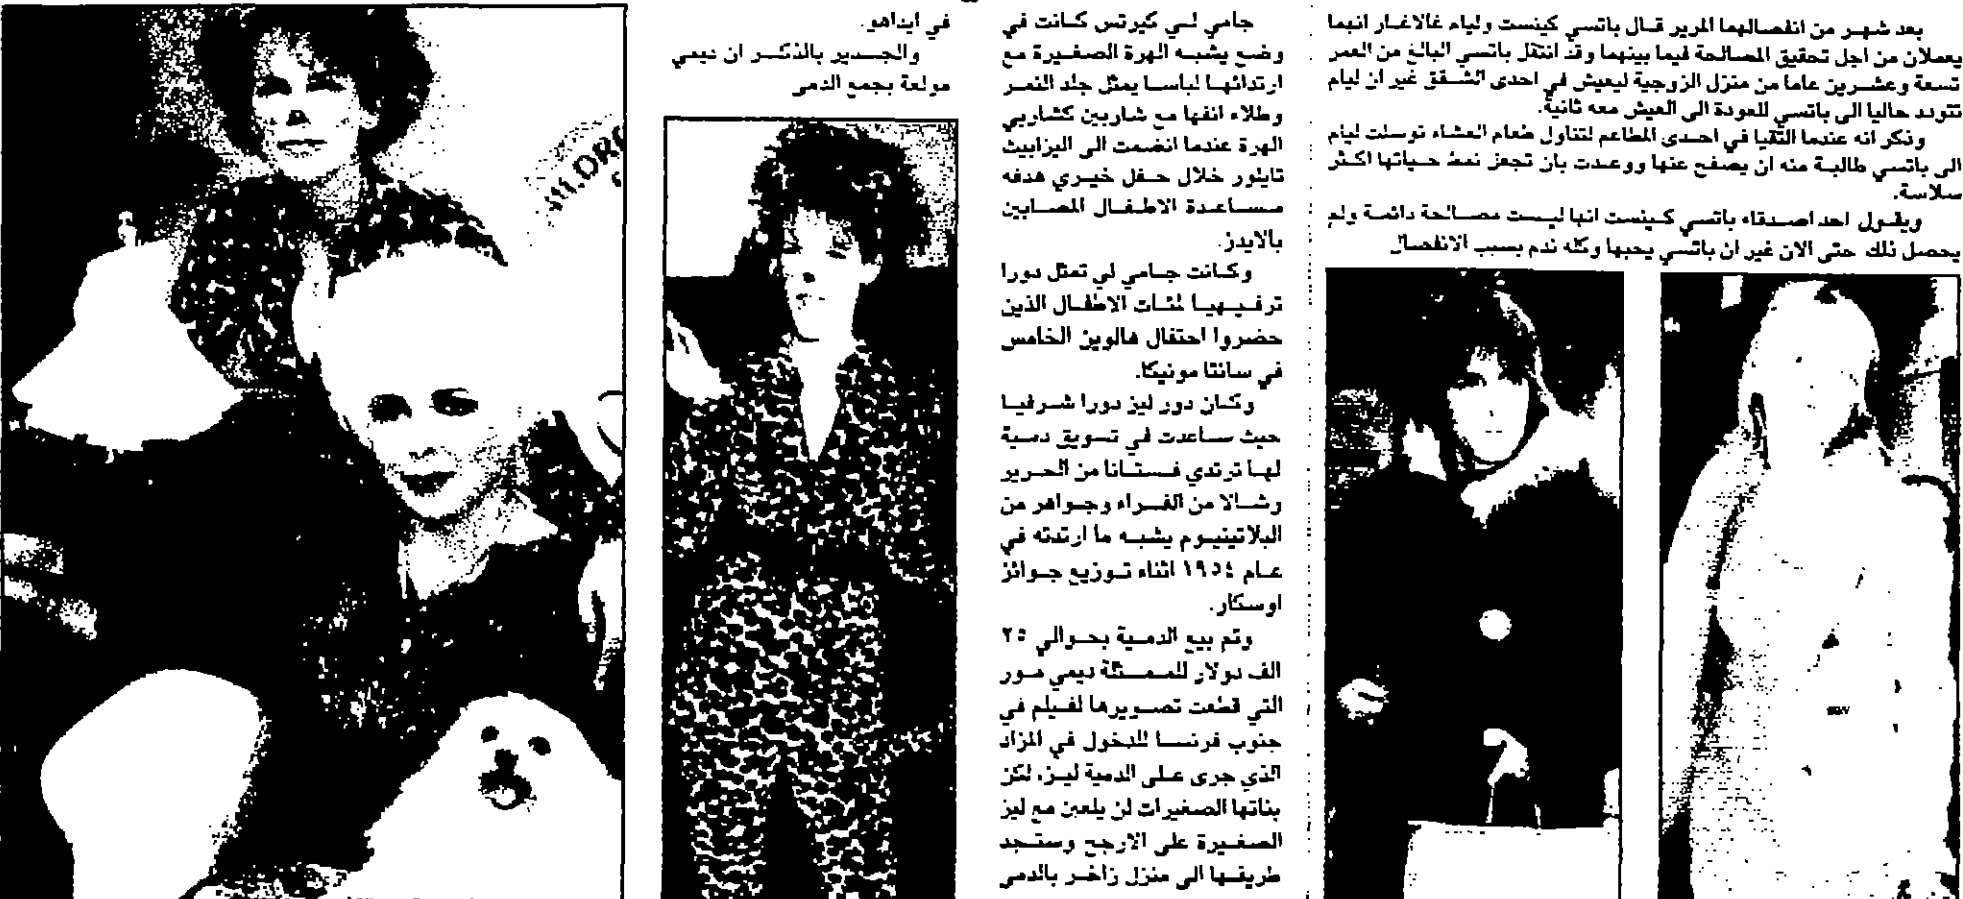 بعد شهر من انفصالهما المرير قال باتسي كينست وليام غالاغار انهما
يعملان من اجل تحقيق المصالحة فيما بينهما وقد انتقل باتسي البالغ من العمر
تسعة وعشرين عاما من منزل الزوجية ليعيش في احدى الشقق غير ان ليام
تتودد حاليا الى باتسي للعودة الى العيش معه ثانية.
وذكر انه عندما التقيا في احدى المطاعم لتناول طعام العشاء توسلت ليام
الى باتسي طالبة منه ان يصفح عنها ووعدت بان تجعل نمط حياتها اكثر
سلاسة.
ويقول احد اصدقاء باتسي كينست انها ليست مصالحة دائمة ولم
يحصل ذلك حتى الان غير ان باتسي يحبها وكله ندم بسبب الانفصال
جامي لي كيرتس كانت في
وضع يشبه الهرة الصغيرة مع
ارتدائها لباسا يمثل جلد النمر
وطلاء انفها مع شاربين كشاربي
الهرة عندما انضمت الى اليزابيث
تايلور خلال حفل خيري هدفه
مساعدة الاطفال المصابين
بالايدز.
وكانت جامي لي تمثل دورا
ترفيهيا لمئات الاطفال الذين
حضروا احتفال هالوين الخامس
في سانتا مونيكا.
وكان دور ليز دورا شرفيا
حيث ساعدت في تسويق دمية
لها ترتدي فستانا من الحرير
وشالا من الفراء وجواهر من
البلاتينيوم يشبه ما ارتدته في
عام ١٩٥٤ اثناء توزيع جوائز
اوسكار.
وتم بيع الدمية بحوالي ٢٥
الف دولار للممثلة ديمي مور
التي قطعت تصويرها لفيلم في
جنوب فرنسا للدخول في المزاد
الذي جرى على الدمية ليز، لكن
بناتها الصغيرات لن يلعبن مع ليز
الصغيرة على الارجح وستجد
طريقها الى منزل زاخر بالدمى
في ايداهو.
والجدير بالذكر ان ديمي
مولعة بجمع الدمى